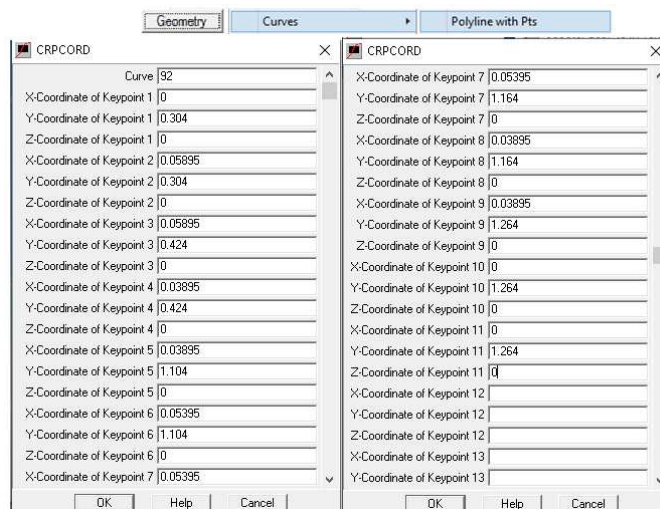 Geometry
Curves
Polyline with Pts
CRPCORD
Curve 92
X-Coordinate of Keypoint 1 0
Y-Coordinate of Keypoint 1 0.304
Z-Coordinate of Keypoint 1 0
X-Coordinate of Keypoint 2 0.05895
Y-Coordinate of Keypoint 2 0.304
Z-Coordinate of Keypoint 2 0
X-Coordinate of Keypoint 3 0.05895
Y-Coordinate of Keypoint 3 0.424
Z-Coordinate of Keypoint 3 0
X-Coordinate of Keypoint 4 0.03895
Y-Coordinate of Keypoint 4 0.424
Z-Coordinate of Keypoint 4 0
X-Coordinate of Keypoint 5 0.03895
Y-Coordinate of Keypoint 5 1.104
Z-Coordinate of Keypoint 5 0
X-Coordinate of Keypoint 6 0.05395
Y-Coordinate of Keypoint 6 1.104
Z-Coordinate of Keypoint 6 0
X-Coordinate of Keypoint 7 0.05395
OK Help Cancel
CRPCORD
X-Coordinate of Keypoint 7 0.05395
Y-Coordinate of Keypoint 7 1.164
Z-Coordinate of Keypoint 7 0
X-Coordinate of Keypoint 8 0.03895
Y-Coordinate of Keypoint 8 1.164
Z-Coordinate of Keypoint 8 0
X-Coordinate of Keypoint 9 0.03895
Y-Coordinate of Keypoint 9 1.264
Z-Coordinate of Keypoint 9 0
X-Coordinate of Keypoint 10 0
Y-Coordinate of Keypoint 10 1.264
Z-Coordinate of Keypoint 10 0
X-Coordinate of Keypoint 11 0
Y-Coordinate of Keypoint 11 1.264
Z-Coordinate of Keypoint 11 0
X-Coordinate of Keypoint 12
Y-Coordinate of Keypoint 12
Z-Coordinate of Keypoint 12
X-Coordinate of Keypoint 13
Y-Coordinate of Keypoint 13
OK Help Cancel